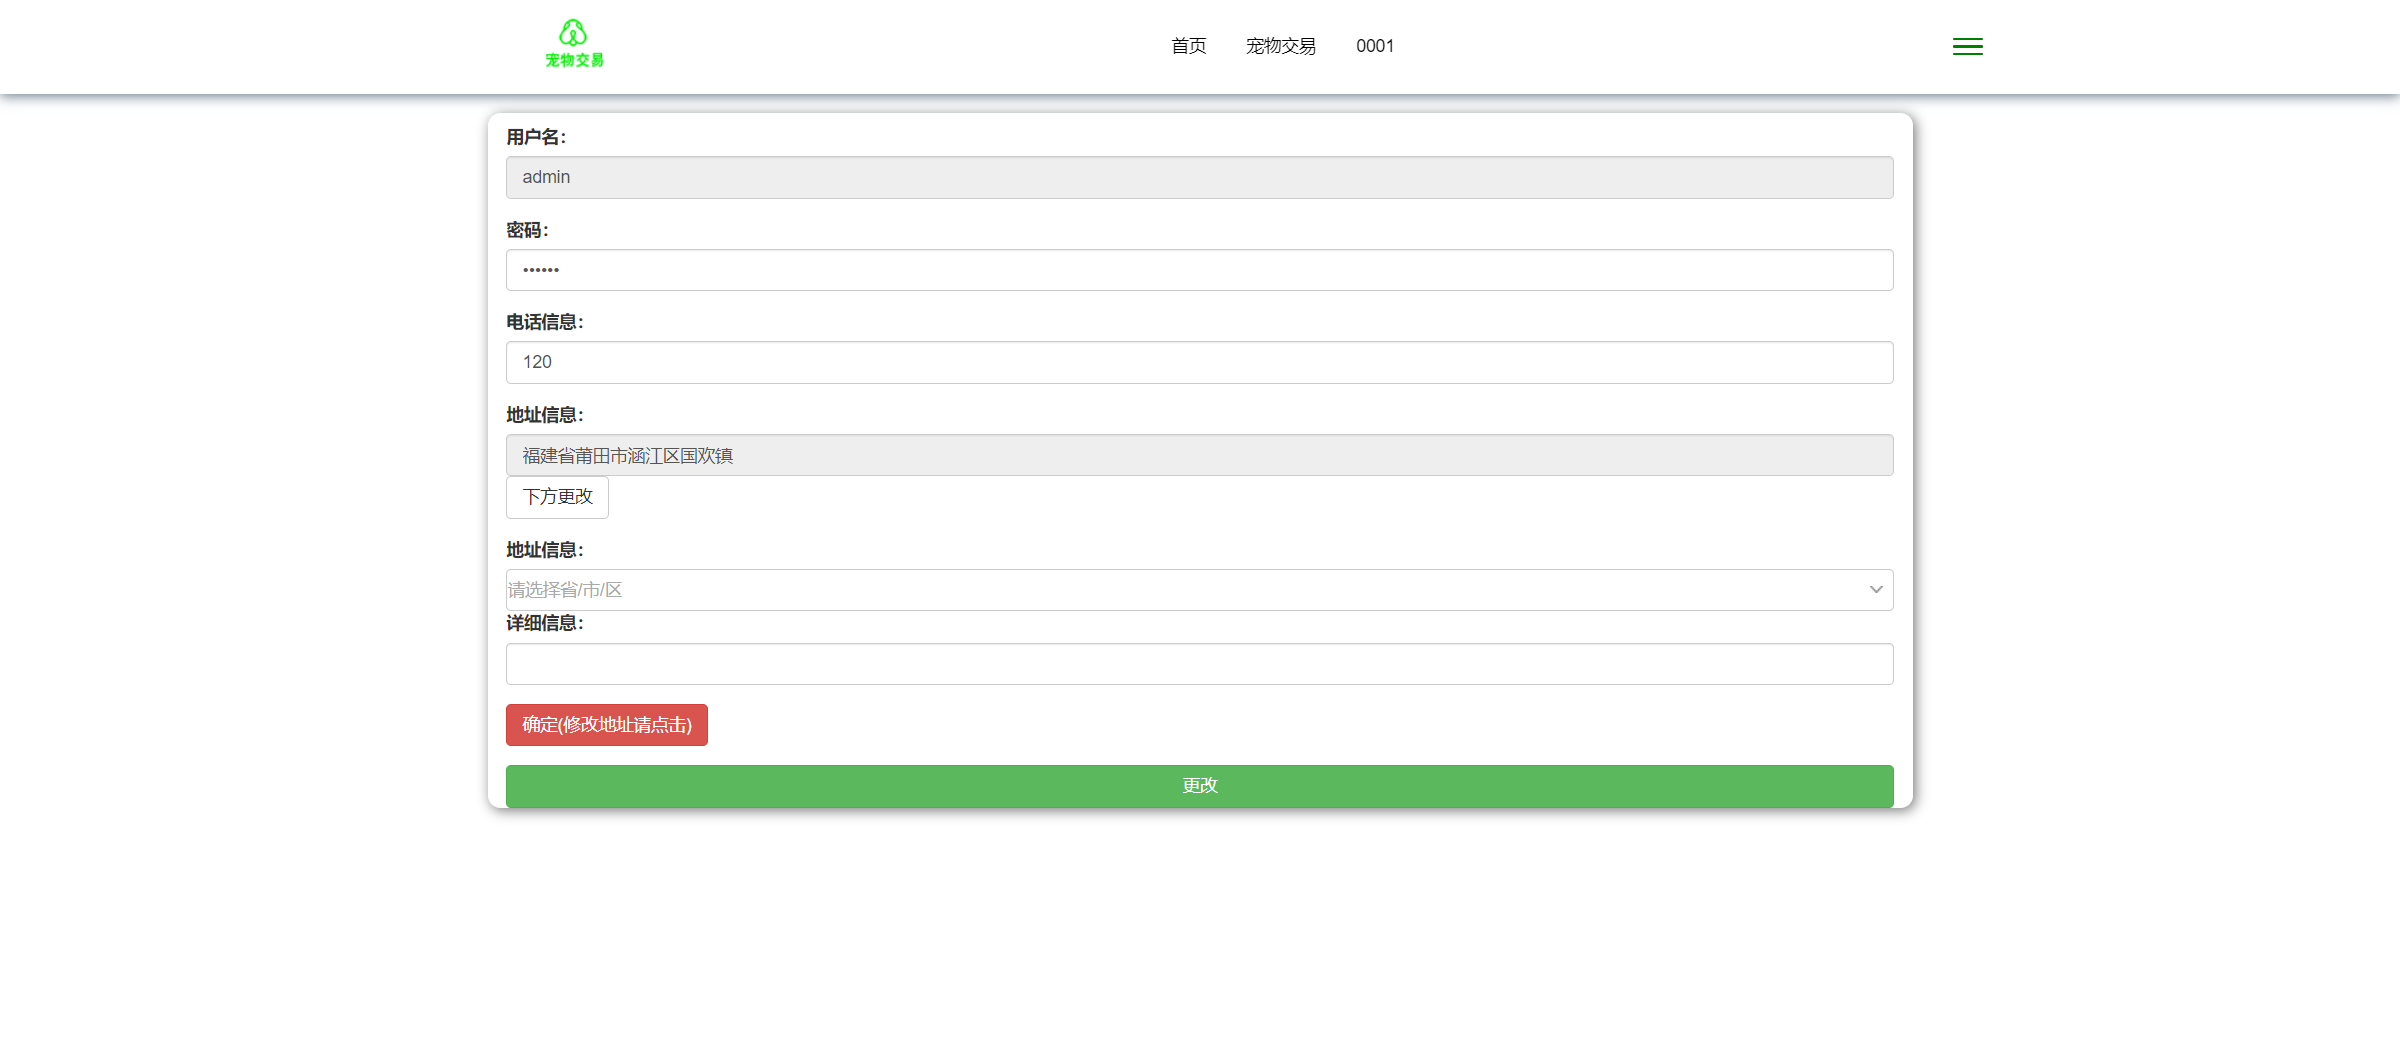 宠物交易
首页 宠物交易 0001
用户名：
admin
密码：
••••••
电话信息：
120
地址信息：
福建省莆田市涵江区国欢镇
下方更改
地址信息：
请选择省/市/区
详细信息：
确定(修改地址请点击)
更改